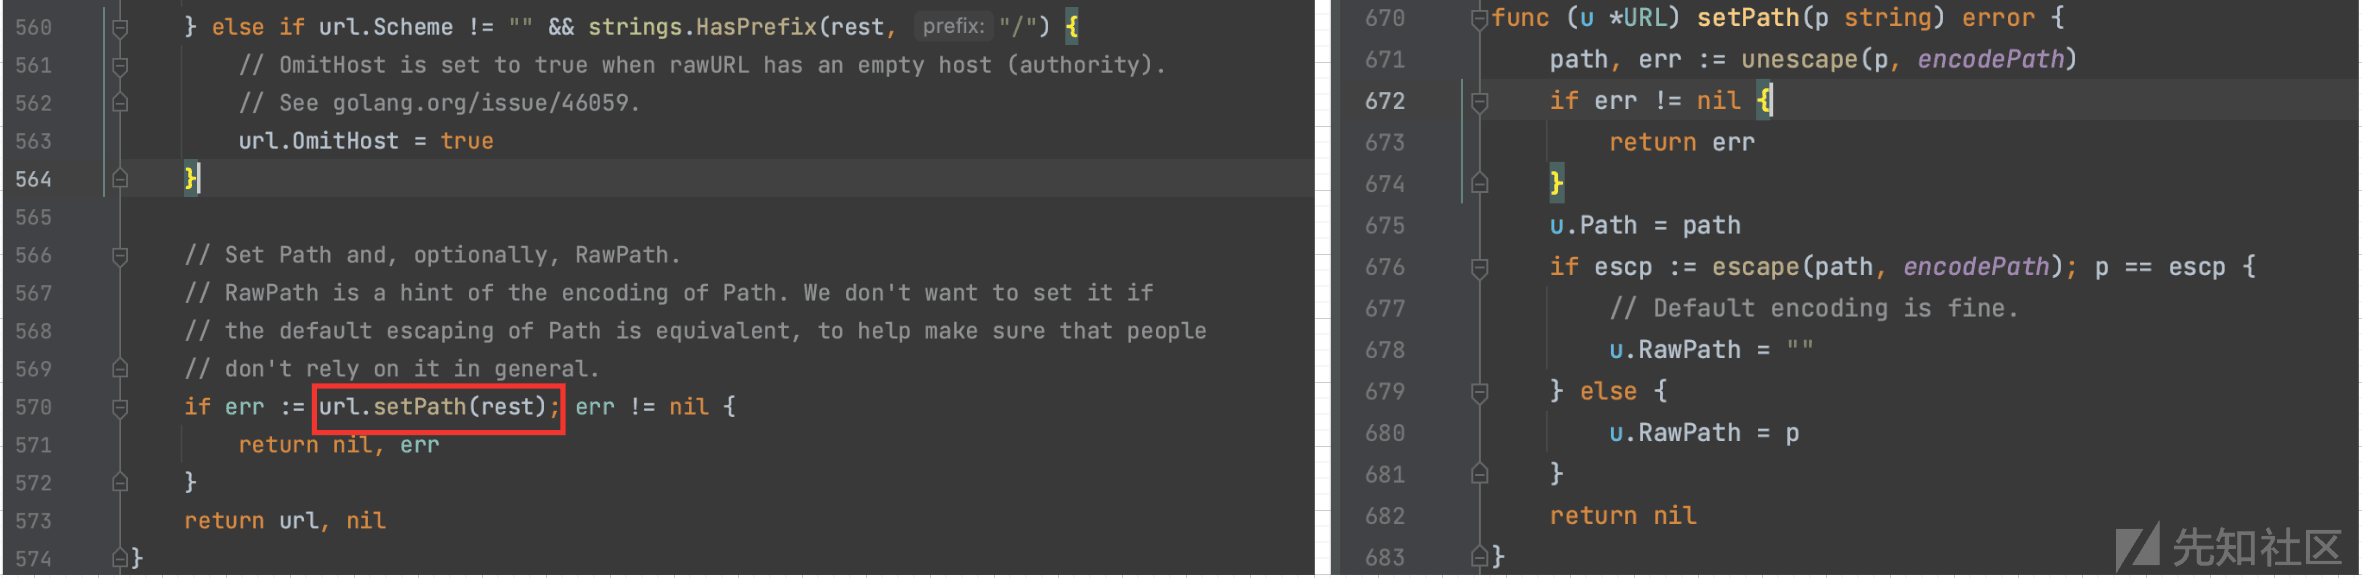 560 } else if url.Scheme != "" && strings.HasPrefix(rest, prefix: "/") {
561 // OmitHost is set to true when rawURL has an empty host (authority).
562 // See golang.org/issue/46059.
563 url.OmitHost = true
564 }
565
566 // Set Path and, optionally, RawPath.
567 // RawPath is a hint of the encoding of Path. We don't want to set it if
568 // the default escaping of Path is equivalent, to help make sure that people
569 // don't rely on it in general.
570 if err := url.setPath(rest); err != nil {
571 return nil, err
572 }
573 return url, nil
574 }
670 func (u *URL) setPath(p string) error {
671 path, err := unescape(p, encodePath)
672 if err != nil {
673 return err
674 }
675 u.Path = path
676 if escp := escape(path, encodePath); p == escp {
677 // Default encoding is fine.
678 u.RawPath = ""
679 } else {
680 u.RawPath = p
681 }
682 return nil
683 }
先知社区